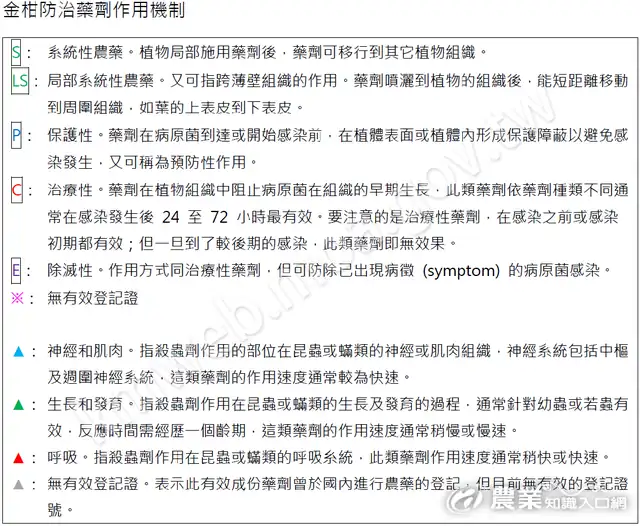 金柑防治藥劑作用機制
S： 系統性農藥。植物局部施用藥劑後，藥劑可移行到其它植物組織。
LS： 局部系統性農藥。又可指跨薄壁組織的作用。藥劑噴灑到植物的組織後，能短距離移動
到周圍組織，如葉的上表皮到下表皮。
P： 保護性。藥劑在病原菌到達或開始感染前，在植體表面或植體內形成保護障蔽以避免感
染發生，又可稱為預防性作用。
C： 治療性。藥劑在植物組織中阻止病原菌在組織的早期生長，此類藥劑依藥劑種類不同通
常在感染發生後 24 至 72 小時最有效。要注意的是治療性藥劑，在感染之前或感染
初期都有效；但一旦到了較後期的感染，此類藥劑即無效果。
E： 除滅性。作用方式同治療性藥劑，但可防除已出現病徵 (symptom) 的病原菌感染。
※： 無有效登記證
▲： 神經和肌肉。指殺蟲劑作用的部位在昆蟲或蟎類的神經或肌肉組織，神經系統包括中樞
及週圍神經系統，這類藥劑的作用速度通常較為快速。
▲： 生長和發育。指殺蟲劑作用在昆蟲或蟎類的生長及發育的過程，通常針對幼蟲或若蟲有
效，反應時間需經歷一個齡期，這類藥劑的作用速度通常稍慢或慢速。
▲： 呼吸。指殺蟲劑作用在昆蟲或蟎類的呼吸系統，此類藥劑作用速度通常稍快或快速。
▲： 無有效登記證。表示此有效成份藥劑曾於國內進行農藥的登記，但目前無有效的登記證
號。
農業
知識入口網